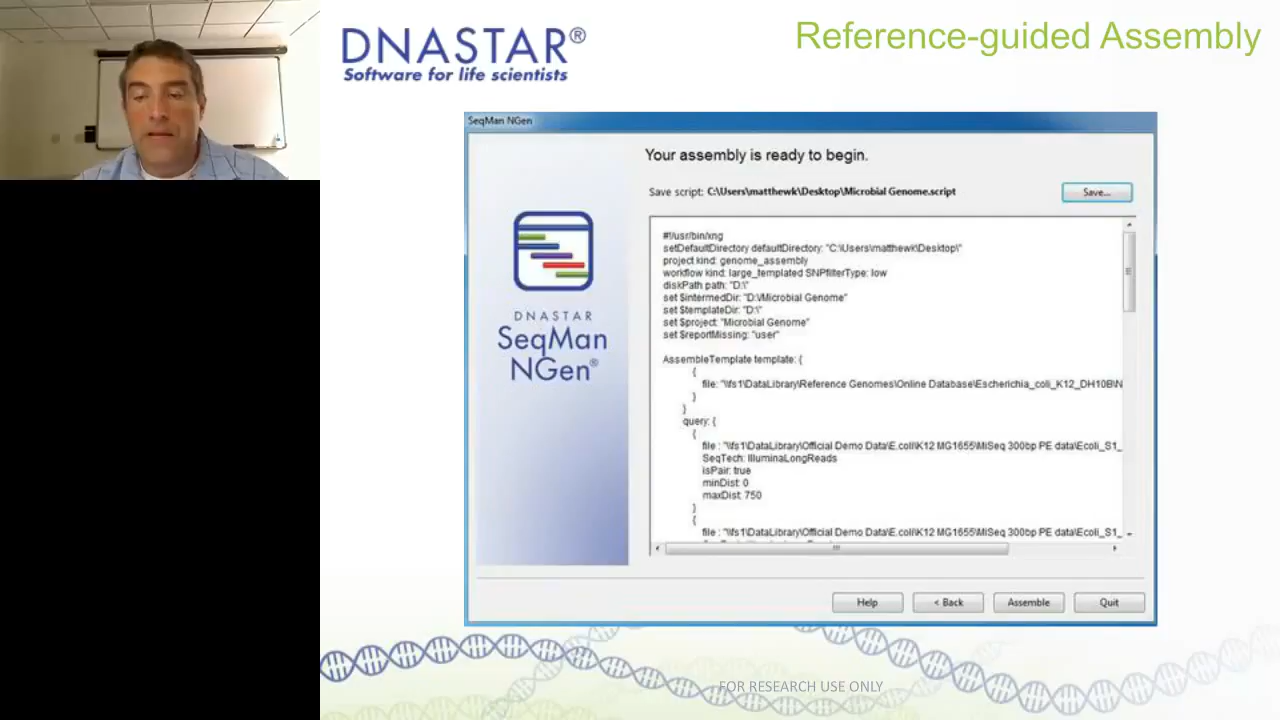 DNASTAR®
Software for life scientists
Reference-guided Assembly
SeqMan NGen
Your assembly is ready to begin.
Save script: C:\Users\matthewk\Desktop\Microbial Genome.script
Save...
#!/usr/bin/xng
setDefaultDirectory defaultDirectory: "C:\Users\matthewk\Desktop\"
project kind: genome_assembly
workflow kind: large_templated SNPfilterType: low
diskPath path: "D:\"
set $intermedDir: "D:\Microbial Genome"
set $templateDir: "D:\"
set $project: "Microbial Genome"
set $reportMissing: "user"
AssembleTemplate template: {
{
file: "\\fs1\DataLibrary\Reference Genomes\Online Database\Escherichia_coli_K12_DH10B\N
}
}
query: {
{
file : "\\fs1\DataLibrary\Official Demo Data\E.coli\K12 MG1655\MiSeq 300bp PE data\Ecoli_S1_
SeqTech: IlluminaLongReads
isPair: true
minDist: 0
maxDist: 750
}
{
file : "\\fs1\DataLibrary\Official Demo Data\E.coli\K12 MG1655\MiSeq 300bp PE data\Ecoli_S1_
DNASTAR
SeqMan
NGen®
Help
< Back
Assemble
Quit
FOR RESEARCH USE ONLY